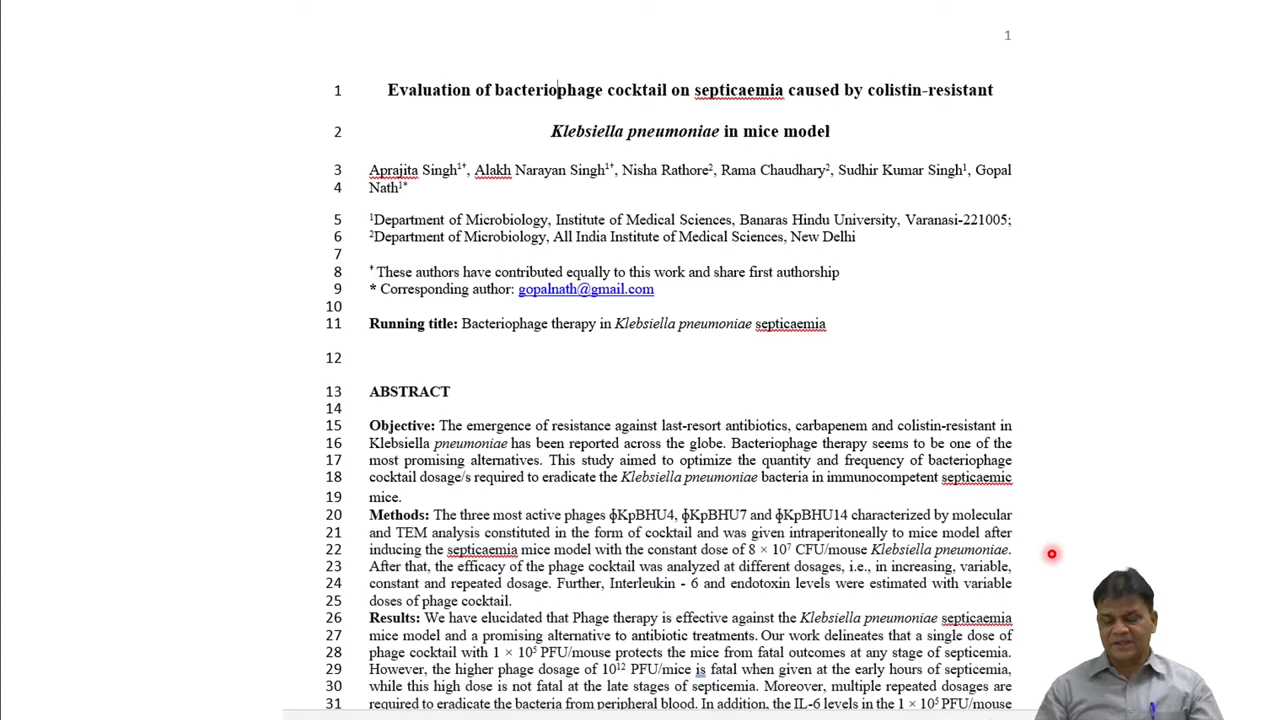 1
1 Evaluation of bacteriophage cocktail on septicaemia caused by colistin-resistant
2 Klebsiella pneumoniae in mice model
3 Aprajita Singh1†, Alakh Narayan Singh1†, Nisha Rathore2, Rama Chaudhary2, Sudhir Kumar Singh1, Gopal
4 Nath1*
5 1Department of Microbiology, Institute of Medical Sciences, Banaras Hindu University, Varanasi-221005;
6 2Department of Microbiology, All India Institute of Medical Sciences, New Delhi
7
8 † These authors have contributed equally to this work and share first authorship
9 * Corresponding author: gopalnath@gmail.com
10
11 Running title: Bacteriophage therapy in Klebsiella pneumoniae septicaemia
12
13 ABSTRACT
14
15 Objective: The emergence of resistance against last-resort antibiotics, carbapenem and colistin-resistant in
16 Klebsiella pneumoniae has been reported across the globe. Bacteriophage therapy seems to be one of the
17 most promising alternatives. This study aimed to optimize the quantity and frequency of bacteriophage
18 cocktail dosage/s required to eradicate the Klebsiella pneumoniae bacteria in immunocompetent septicaemic
19 mice.
20 Methods: The three most active phages ϕKpBHU4, ϕKpBHU7 and ϕKpBHU14 characterized by molecular
21 and TEM analysis constituted in the form of cocktail and was given intraperitoneally to mice model after
22 inducing the septicaemia mice model with the constant dose of 8 × 10⁷ CFU/mouse Klebsiella pneumoniae.
23 After that, the efficacy of the phage cocktail was analyzed at different dosages, i.e., in increasing, variable,
24 constant and repeated dosage. Further, Interleukin - 6 and endotoxin levels were estimated with variable
25 doses of phage cocktail.
26 Results: We have elucidated that Phage therapy is effective against the Klebsiella pneumoniae septicaemia
27 mice model and a promising alternative to antibiotic treatments. Our work delineates that a single dose of
28 phage cocktail with 1 × 10⁵ PFU/mouse protects the mice from fatal outcomes at any stage of septicemia.
29 However, the higher phage dosage of 10¹² PFU/mice is fatal when given at the early hours of septicemia,
30 while this high dose is not fatal at the late stages of septicemia. Moreover, multiple repeated dosages are
31 required to eradicate the bacteria from peripheral blood. In addition, the IL-6 levels in the 1 × 10⁵ PFU/mouse